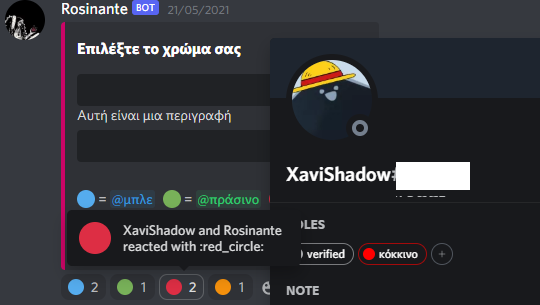 Rosinante BOT 21/05/2021
Επιλέξτε το χρώμα σας
Αυτή είναι μια περιγραφή
= @μπλε = @πράσινο
XaviShadow and Rosinante
reacted with :red_circle:
2 1 2 1
XaviShadow#
OLES
verified κόκκινο +
NOTE